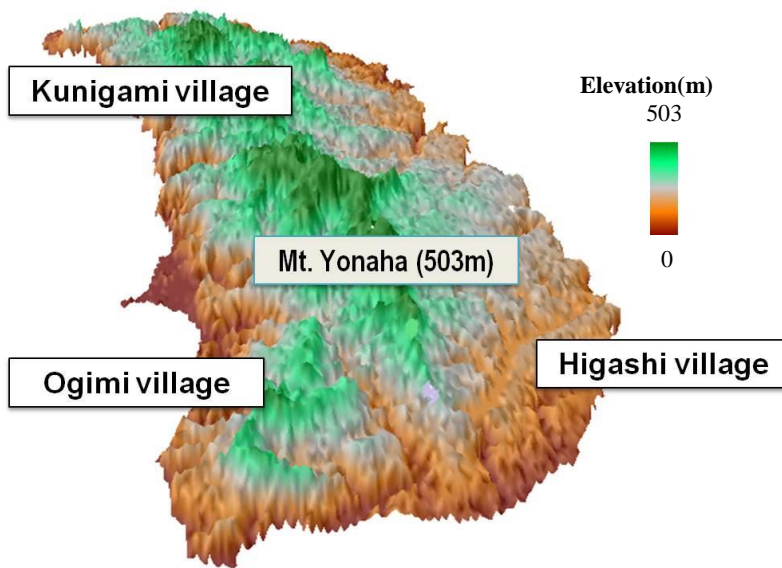 Kunigami village
Elevation(m)
503
0
Mt. Yonaha (503m)
Ogimi village
Higashi village